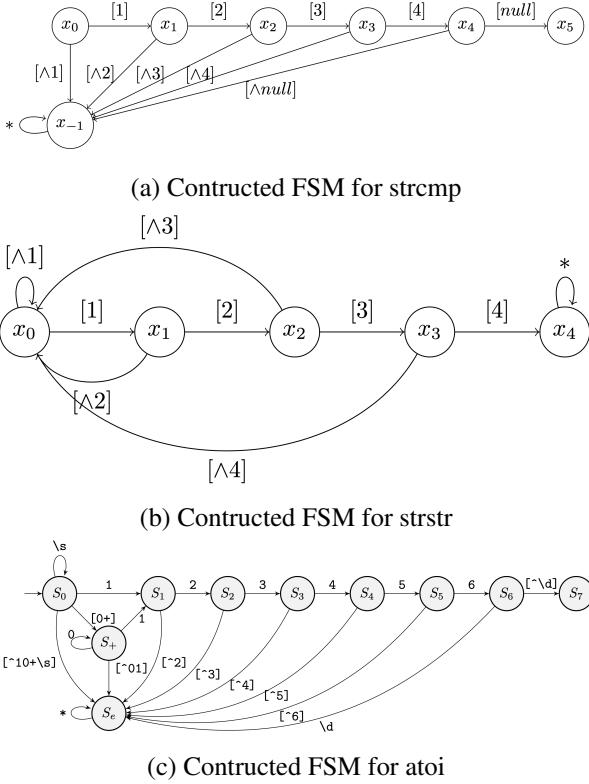 x0 [1] x1 [2] x2 [3] x3 [4] x4 [null] x5
[∧1] [∧2] [∧3] [∧4]
[∧null]
* x−1
(a) Contructed FSM for strcmp
[∧3]
[∧1] *
x0 [1] x1 [2] x2 [3] x3 [4] x4
[∧2]
[∧4]
(b) Contructed FSM for strstr
\s
S0 1 S1 2 S2 3 S3 4 S4 5 S5 6 S6 [^\d] S7
[0+] 1
0 S+
[^10+\s] [^01] [^2]
[^3]
[^4]
[^5]
* Se [^6]
\d
(c) Contructed FSM for atoi